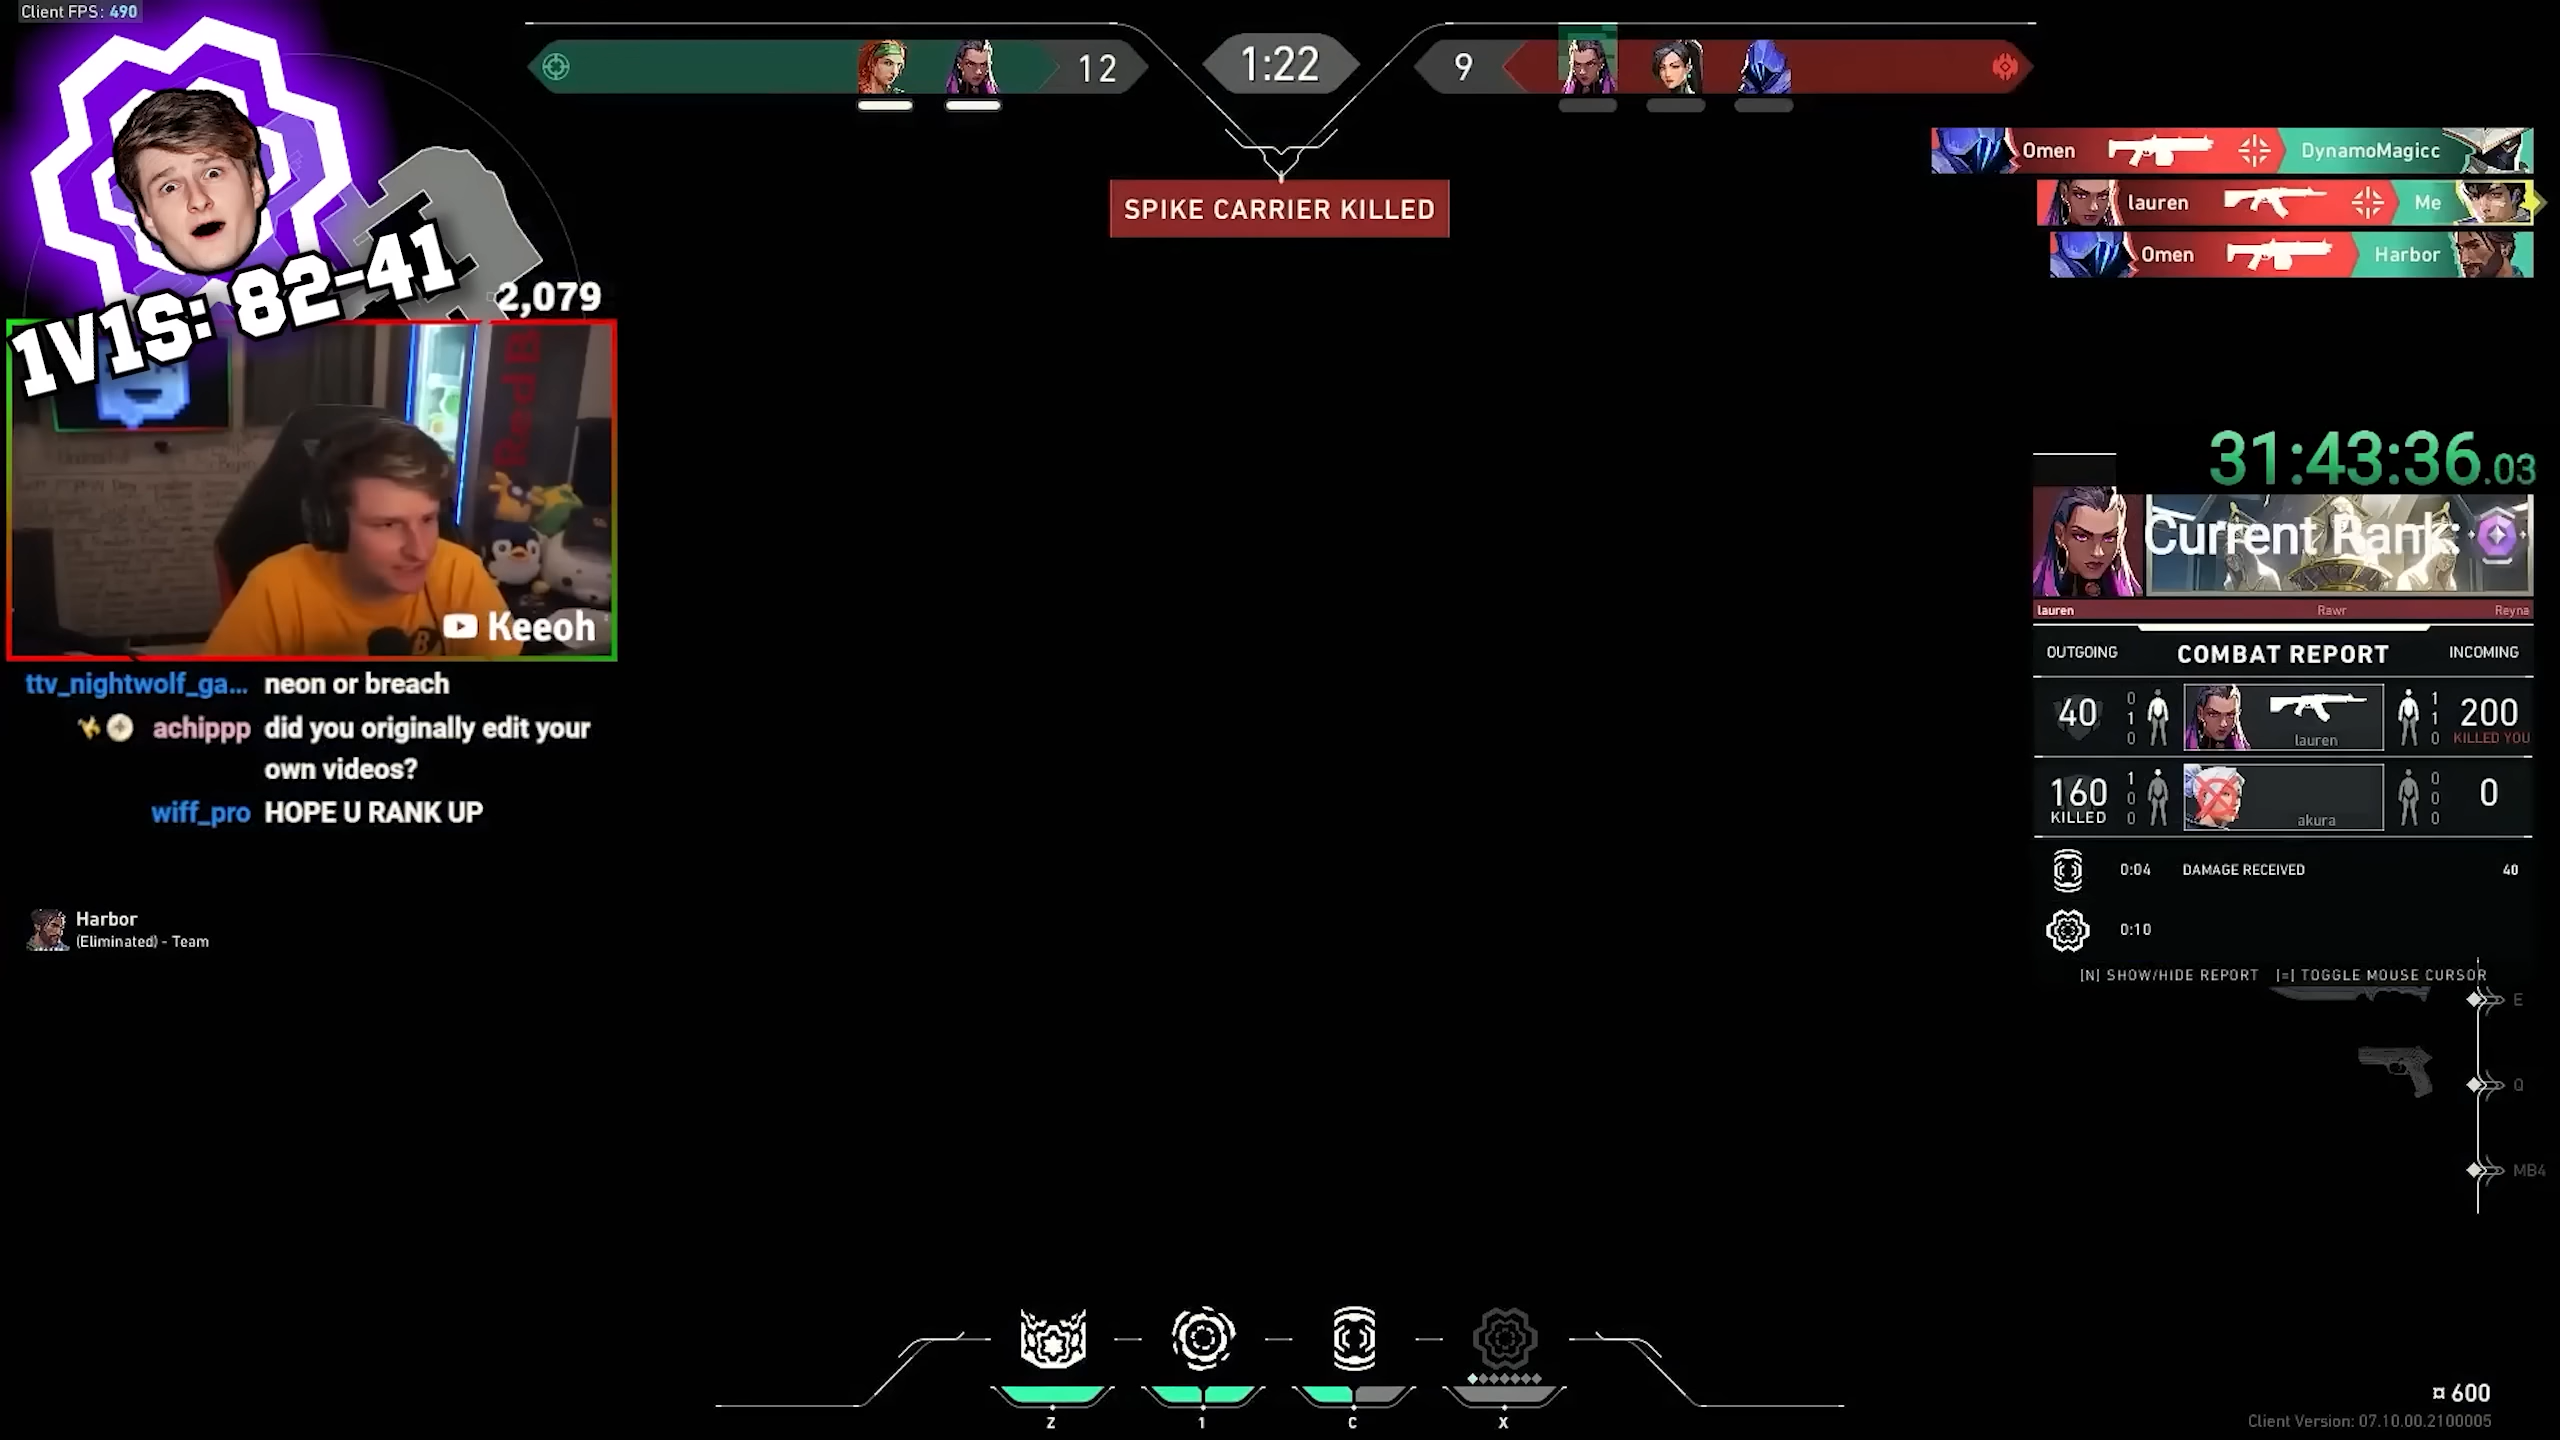 Client FPS: 490
12
1:22
9
SPIKE CARRIER KILLED
Omen DynamoMagicc
lauren Me
Omen Harbor
1V1S: 82-41
2,079
Red B
Keeoh
ttv_nightwolf_ga... neon or breach
achippp did you originally edit your
own videos?
wiff_pro HOPE U RANK UP
Harbor
(Eliminated) - Team
31:43:36.03
Current Rank:
lauren Rawr Reyna
OUTGOING COMBAT REPORT INCOMING
40 0 1 0 lauren 1 1 0 200 KILLED YOU
160 KILLED 1 0 0 akura 0 0 0 0
0:04 DAMAGE RECEIVED 40
0:10
[N] SHOW/HIDE REPORT [=] TOGGLE MOUSE CURSOR
E
Q
MB4
Z 1 C X
¤ 600
Client Version: 07.10.00.2100005